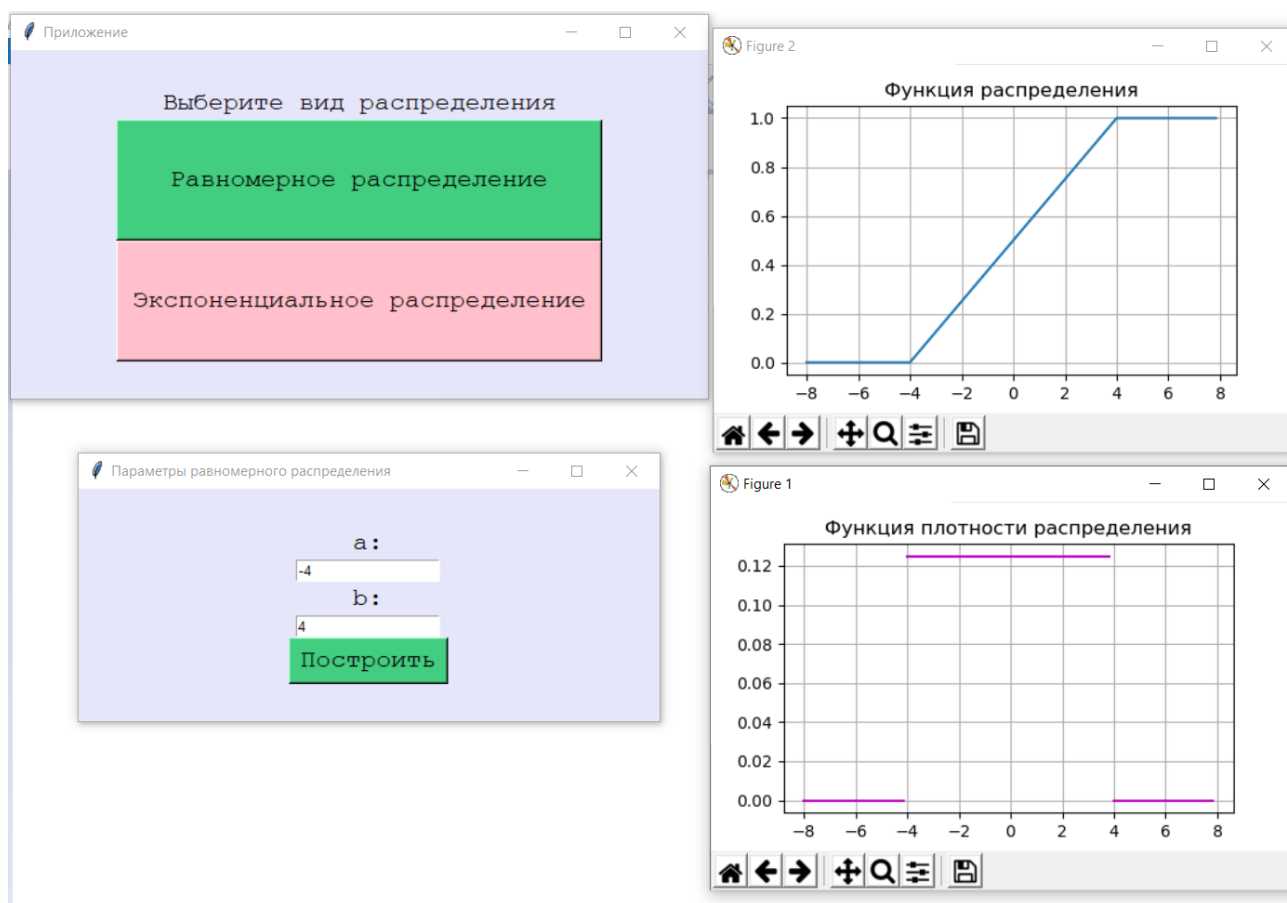 Приложение
Выберите вид распределения
Равномерное распределение
Экспоненциальное распределение
Параметры равномерного распределения
a:
-4
b:
4
Построить
Figure 2
Функция распределения
1.0
0.8
0.6
0.4
0.2
0.0
−8 −6 −4 −2 0 2 4 6 8
Figure 1
Функция плотности распределения
0.12
0.10
0.08
0.06
0.04
0.02
0.00
−8 −6 −4 −2 0 2 4 6 8